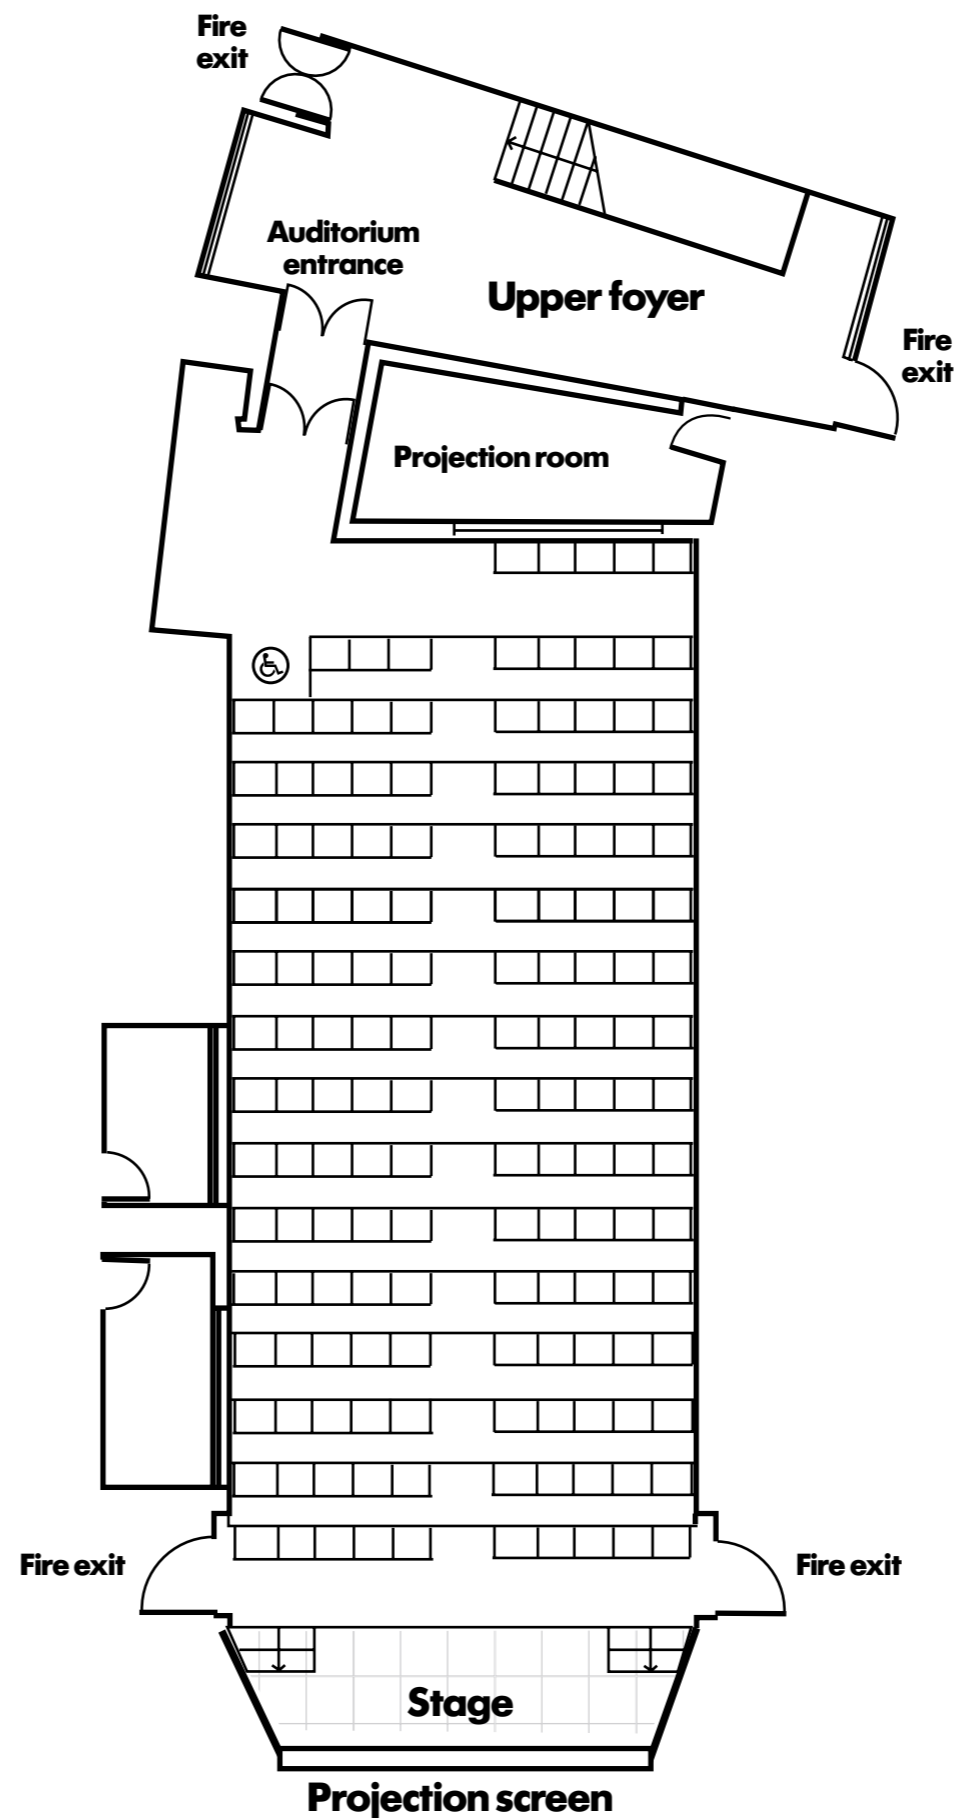 Fire
exit
Auditorium
entrance
Upper foyer
Fire
exit
Projection room
Fire exit
Fire exit
Stage
Projection screen